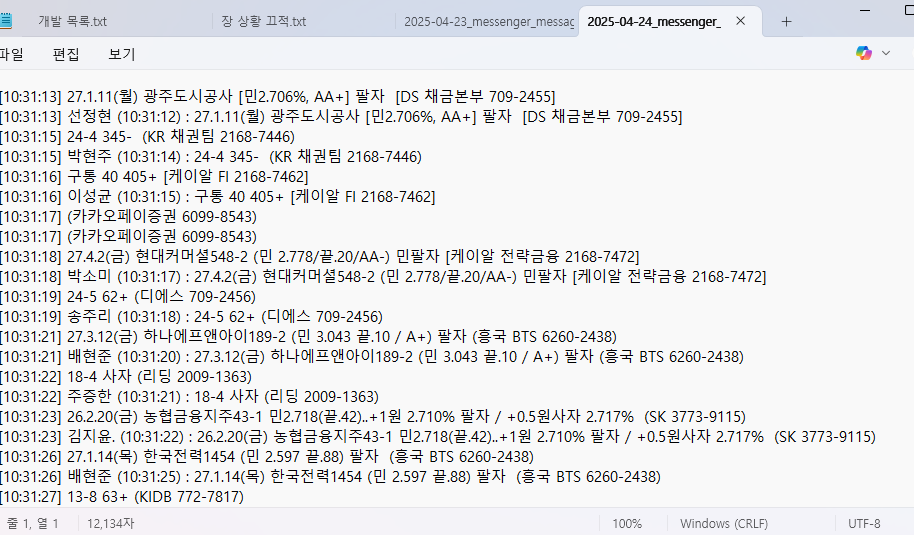 개발 목록.txt
장 상황 끄적.txt
2025-04-23_messenger_messag
2025-04-24_messenger_
파일 편집 보기
[10:31:13] 27.1.11(월) 광주도시공사 [민2.706%, AA+] 팔자 [DS 채금본부 709-2455]
[10:31:13] 선정현 (10:31:12) : 27.1.11(월) 광주도시공사 [민2.706%, AA+] 팔자 [DS 채금본부 709-2455]
[10:31:15] 24-4 345- (KR 채권팀 2168-7446)
[10:31:15] 박현주 (10:31:14) : 24-4 345- (KR 채권팀 2168-7446)
[10:31:16] 구통 40 405+ [케이알 FI 2168-7462]
[10:31:16] 이성균 (10:31:15) : 구통 40 405+ [케이알 FI 2168-7462]
[10:31:17] (카카오페이증권 6099-8543)
[10:31:17] (카카오페이증권 6099-8543)
[10:31:18] 27.4.2(금) 현대커머셜548-2 (민 2.778/끝.20/AA-) 민팔자 [케이알 전략금융 2168-7472]
[10:31:18] 박소미 (10:31:17) : 27.4.2(금) 현대커머셜548-2 (민 2.778/끝.20/AA-) 민팔자 [케이알 전략금융 2168-7472]
[10:31:19] 24-5 62+ (디에스 709-2456)
[10:31:19] 송주리 (10:31:18) : 24-5 62+ (디에스 709-2456)
[10:31:21] 27.3.12(금) 하나에프앤아이189-2 (민 3.043 끝.10 / A+) 팔자 (흥국 BTS 6260-2438)
[10:31:21] 배현준 (10:31:20) : 27.3.12(금) 하나에프앤아이189-2 (민 3.043 끝.10 / A+) 팔자 (흥국 BTS 6260-2438)
[10:31:22] 18-4 사자 (리딩 2009-1363)
[10:31:22] 주증한 (10:31:21) : 18-4 사자 (리딩 2009-1363)
[10:31:23] 26.2.20(금) 농협금융지주43-1 민2.718(끝.42)..+1원 2.710% 팔자 / +0.5원사자 2.717% (SK 3773-9115)
[10:31:23] 김지윤. (10:31:22) : 26.2.20(금) 농협금융지주43-1 민2.718(끝.42)..+1원 2.710% 팔자 / +0.5원사자 2.717% (SK 3773-9115)
[10:31:26] 27.1.14(목) 한국전력1454 (민 2.597 끝.88) 팔자 (흥국 BTS 6260-2438)
[10:31:26] 배현준 (10:31:25) : 27.1.14(목) 한국전력1454 (민 2.597 끝.88) 팔자 (흥국 BTS 6260-2438)
[10:31:27] 13-8 63+ (KIDB 772-7817)
줄 1, 열 1 12,134자 100% Windows (CRLF) UTF-8